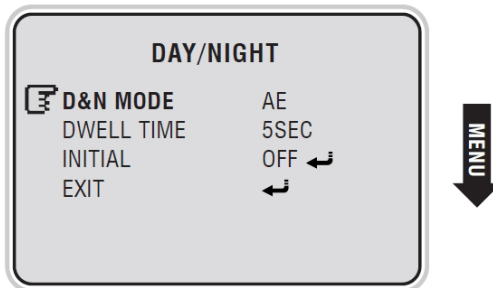 DAY/NIGHT
D&N MODE AE
DWELL TIME 5SEC
INITIAL OFF
EXIT
MENU